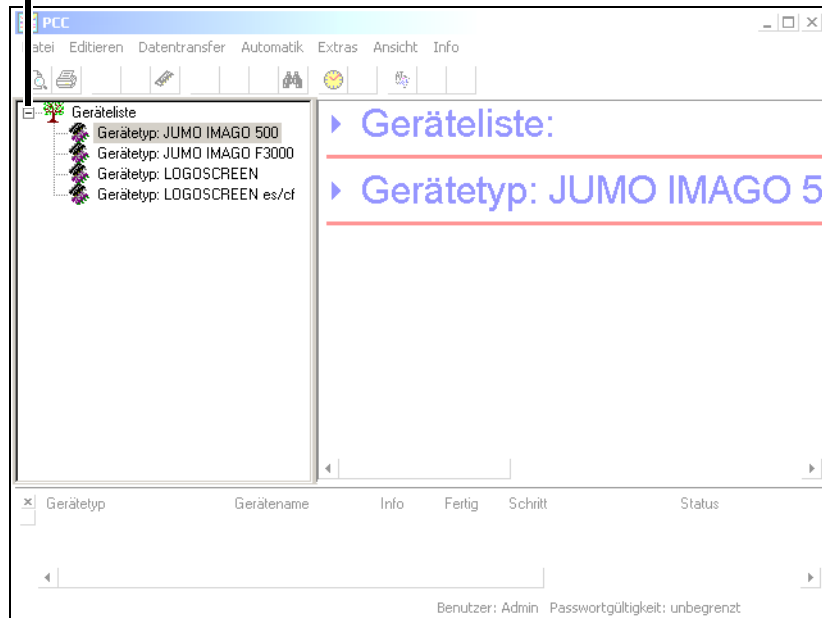 PCC
Datei Editieren Datentransfer Automatik Extras Ansicht Info
Geräteliste
Gerätetyp: JUMO IMAGO 500
Gerätetyp: JUMO IMAGO F3000
Gerätetyp: LOGOSCREEN
Gerätetyp: LOGOSCREEN es/cf
Geräteliste:
Gerätetyp: JUMO IMAGO 5
Gerätetyp Gerätename Info Fertig Schritt Status
Benutzer: Admin Passwortgültigkeit: unbegrenzt